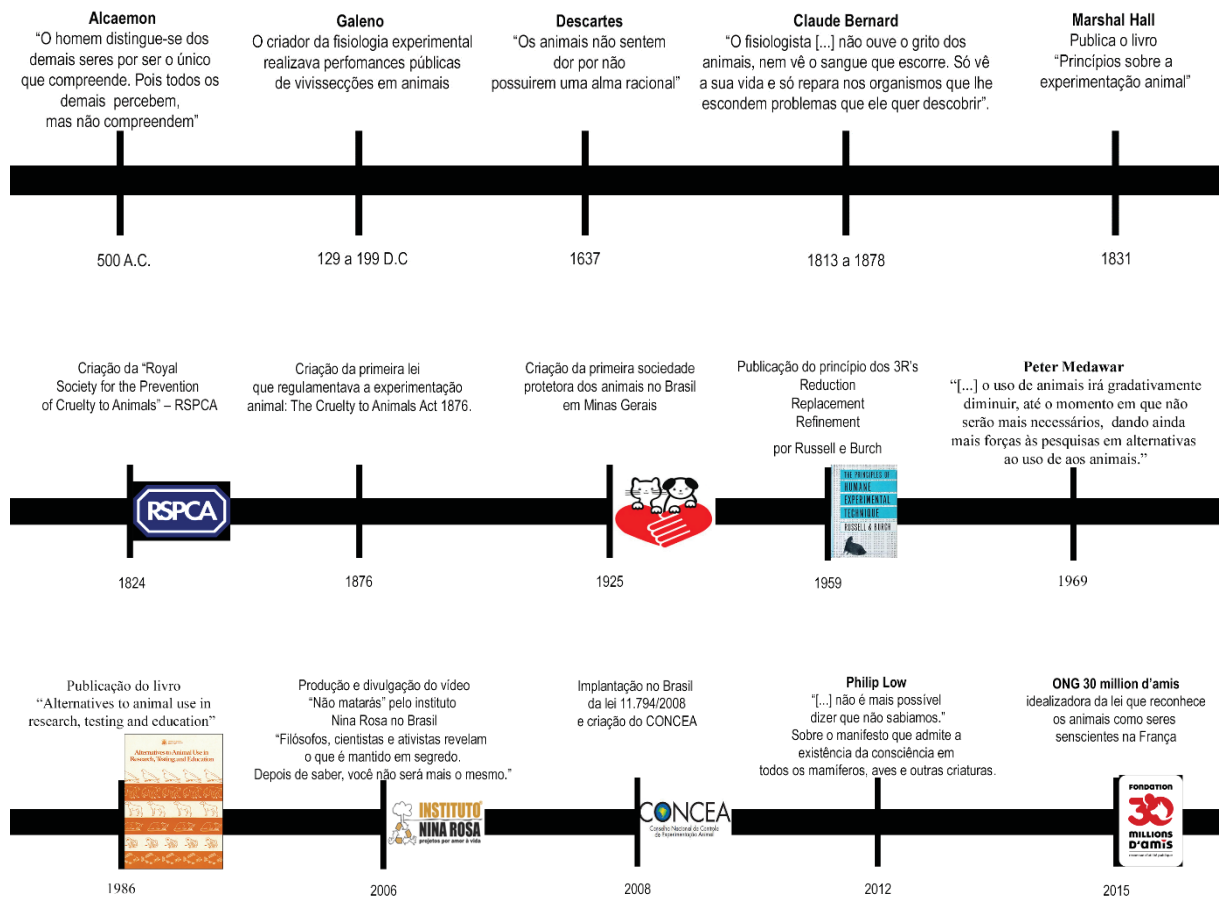 Alcaemon
“O homem distingue-se dos
demais seres por ser o único
que compreende. Pois todos os
demais percebem,
mas não compreendem”
Galeno
O criador da fisiologia experimental
realizava perfomances públicas
de vivissecções em animais
Descartes
“Os animais não sentem
dor por não
possuirem uma alma racional”
Claude Bernard
“O fisiologista [...] não ouve o grito dos
animais, nem vê o sangue que escorre. Só vê
a sua vida e só repara nos organismos que lhe
escondem problemas que ele quer descobrir”.
Marshal Hall
Publica o livro
“Princípios sobre a
experimentação animal”
500 A.C.
129 a 199 D.C
1637
1813 a 1878
1831
Criação da “Royal
Society for the Prevention
of Cruelty to Animals” – RSPCA
Criação da primeira lei
que regulamentava a experimentação
animal: The Cruelty to Animals Act 1876.
Criação da primeira sociedade
protetora dos animais no Brasil
em Minas Gerais
Publicação do princípio dos 3R's
Reduction
Replacement
Refinement
por Russell e Burch
Peter Medawar
“[...] o uso de animais irá gradativamente
diminuir, até o momento em que não
serão mais necessários, dando ainda
mais forças às pesquisas em alternativas
ao uso de aos animais.”
RSPCA
THE PRINCIPLES OF
HUMANE
EXPERIMENTAL
TECHNIQUE
RUSSELL & BURCH
1824
1876
1925
1959
1969
Publicação do livro
“Alternatives to animal use in
research, testing and education”
Produção e divulgação do vídeo
“Não matarás” pelo instituto
Nina Rosa no Brasil
“Filósofos, cientistas e ativistas revelam
o que é mantido em segredo.
Depois de saber, você não será mais o mesmo.”
Implantação no Brasil
da lei 11.794/2008
e criação do CONCEA
Philip Low
“[...] não é mais possível
dizer que não sabiamos.”
Sobre o manifesto que admite a
existência da consciência em
todos os mamíferos, aves e outras criaturas.
ONG 30 million d’amis
idealizadora da lei que reconhece
os animais como seres
senscientes na França
Alternatives to Animal Use in
Research, Testing, and Education
INSTITUTO
NINA ROSA
projetos por amor à vida
CONCEA
Conselho Nacional de Controle
de Experimentação Animal
FONDATION
30
MILLIONS
D'AMIS
1986
2006
2008
2012
2015